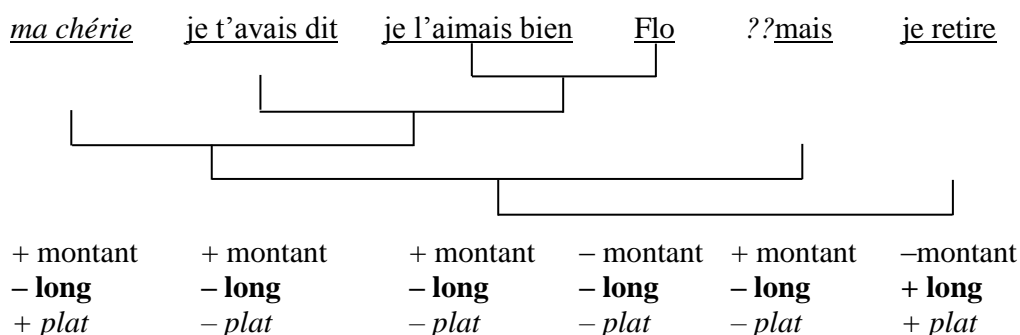 ma chérie je t'avais dit je l'aimais bien Flo ??mais je retire
+ montant + montant + montant – montant + montant –montant
– long – long – long – long – long + long
+ plat – plat – plat – plat – plat + plat